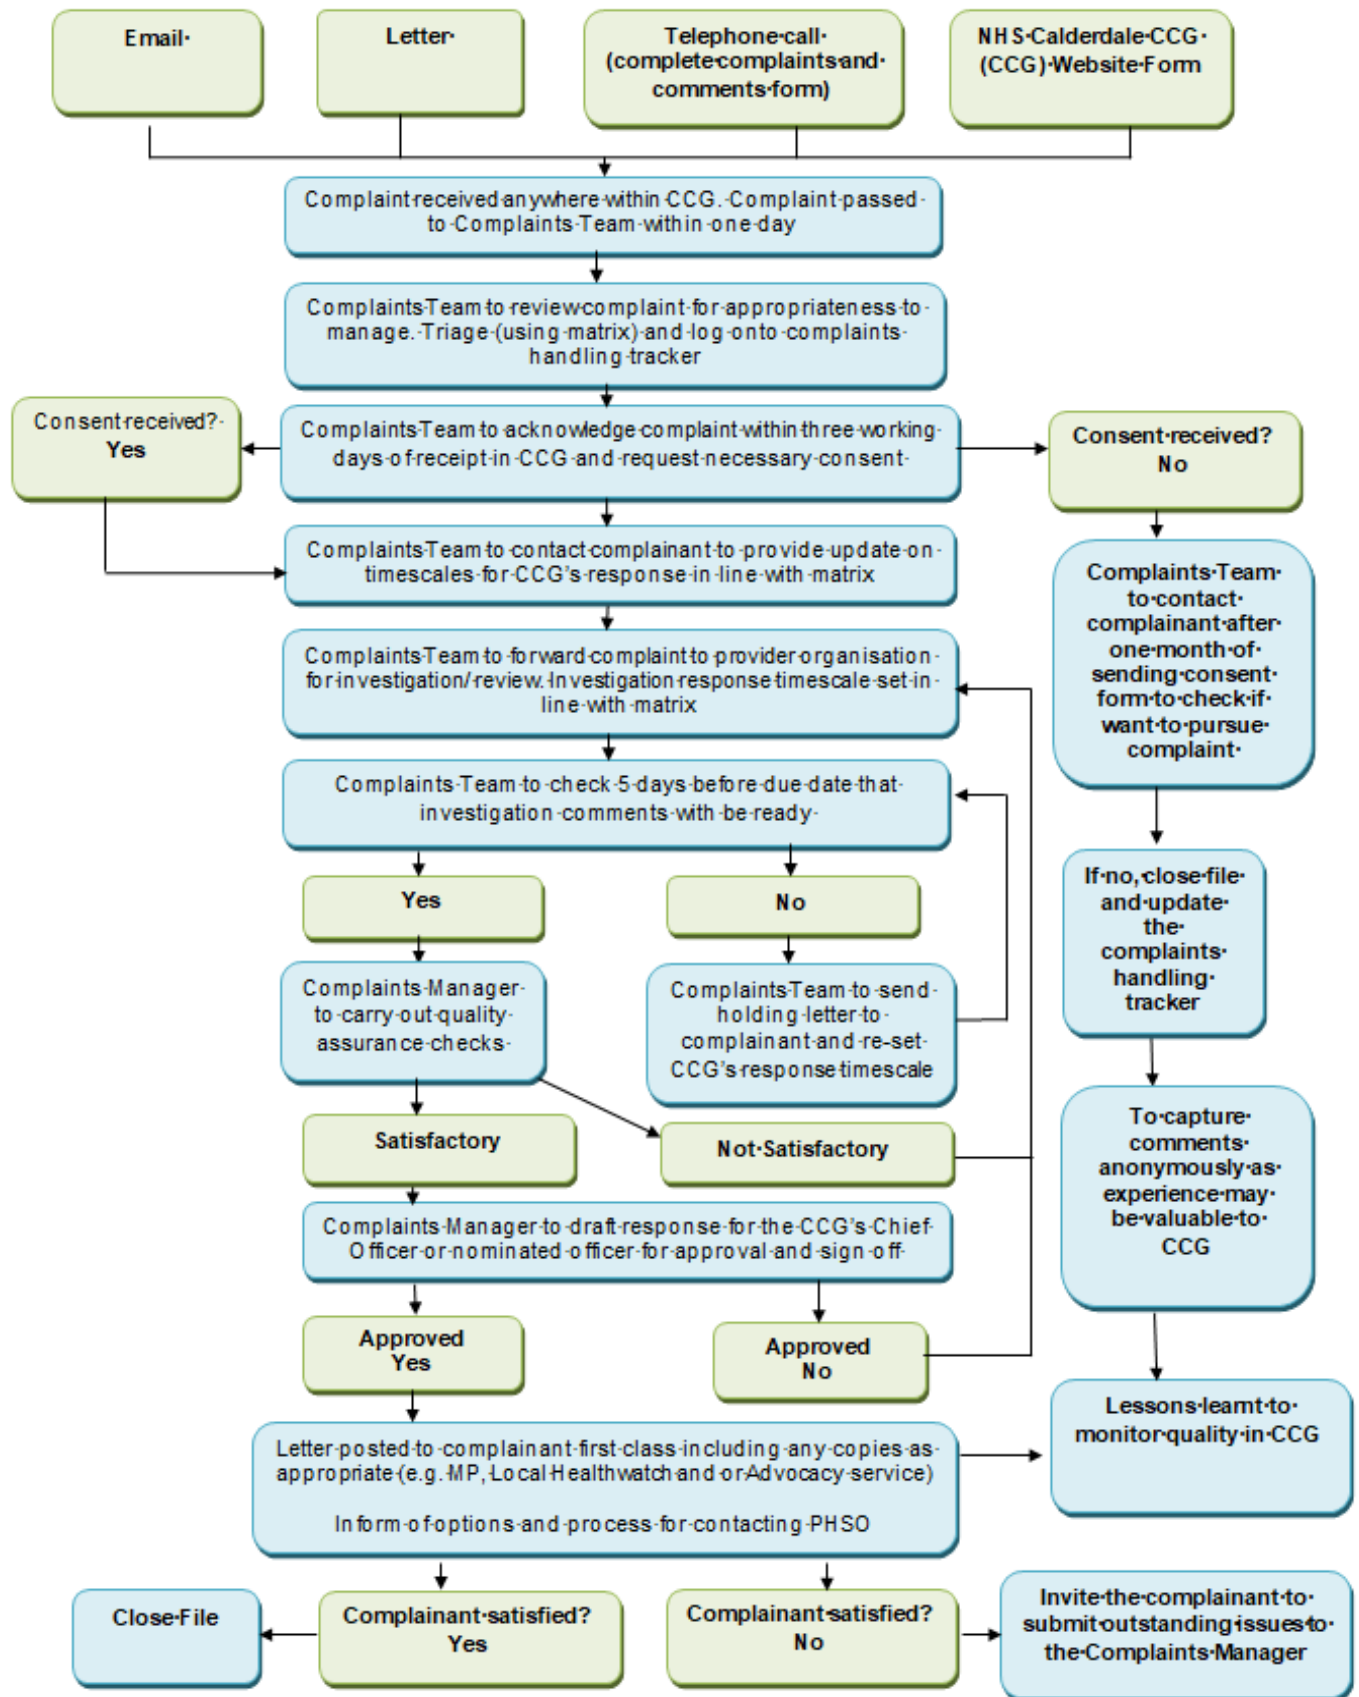 Email
Letter
Telephone call
(complete complaints and
comments form)
NHS Calderdale CCG
(CCG) Website Form
Complaint received anywhere within CCG. Complaint passed
to Complaints Team within one day
Complaints Team to review complaint for appropriateness to
manage. Triage (using matrix) and log onto complaints
handling tracker
Consent received?
Yes
Complaints Team to acknowledge complaint within three working
days of receipt in CCG and request necessary consent
Consent received?
No
Complaints Team to contact complainant to provide update on
timescales for CCG's response in line with matrix
Complaints Team
to contact
complainant after
one month of
sending consent
form to check if
want to pursue
complaint
Complaints Team to forward complaint to provider organisation
for investigation/ review. Investigation response timescale set in
line with matrix
Complaints Team to check 5 days before due date that
investigation comments with be ready
Yes
No
If no, close file
and update
the
complaints
handling
tracker
Complaints Manager
to carry out quality
assurance checks
Complaints Team to send
holding letter to
complainant and re-set
CCG's response timescale
Satisfactory
Not Satisfactory
To capture
comments
anonymously as
experience may
be valuable to
CCG
Complaints Manager to draft response for the CCG's Chief
Officer or nominated officer for approval and sign off
Approved
Yes
Approved
No
Lessons learnt to
monitor quality in CCG
Letter posted to complainant first class including any copies as
appropriate (e.g. MP, Local Healthwatch and or Advocacy service)
Inform of options and process for contacting PHSO
Close File
Complainant satisfied?
Yes
Complainant satisfied?
No
Invite the complainant to
submit outstanding issues to
the Complaints Manager